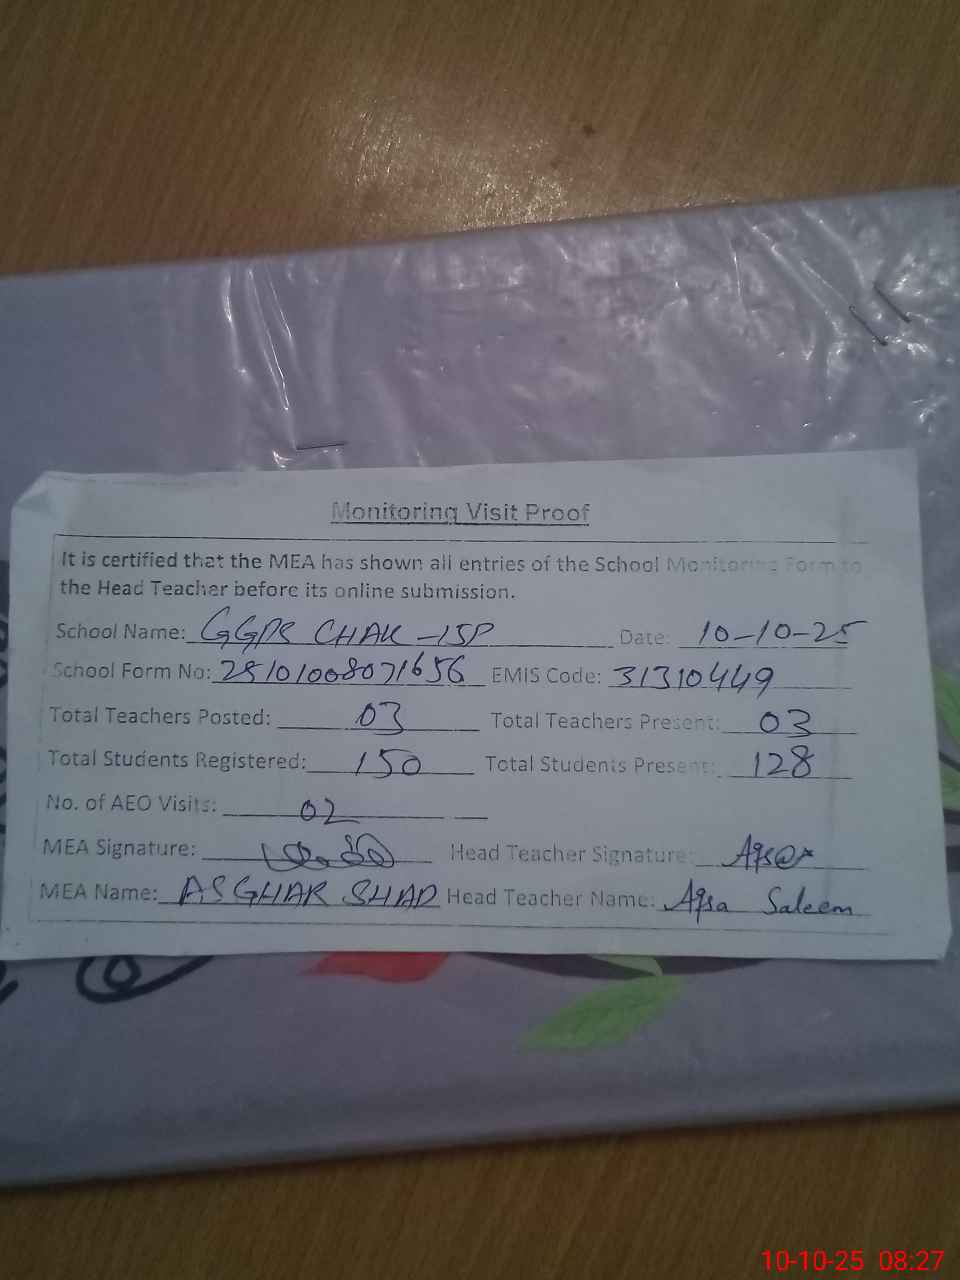 Monitoring Visit Proof
It is certified that the MEA has shown all entries of the School Monitoring Form to
the Head Teacher before its online submission.
School Name: GGPS CHAK-15P Date: 10-10-25
School Form No: 25101008071656 EMIS Code: 31310449
Total Teachers Posted: 03 Total Teachers Present: 03
Total Students Registered: 150 Total Students Present: 128
No. of AEO Visits: 02
MEA Signature: Head Teacher Signature: Aqsa
MEA Name: ASGHAR SHAD Head Teacher Name: Aqsa Saleem
10-10-25 08:27